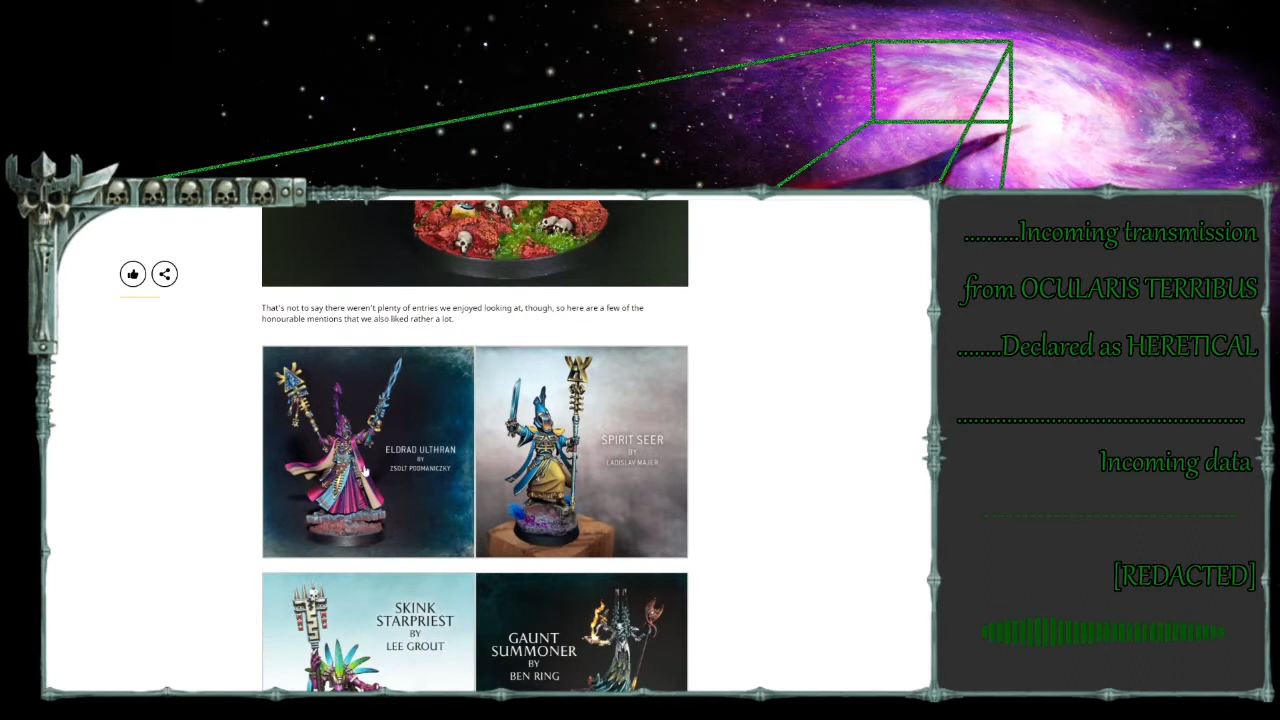 ..........Incoming transmission
from OCULARIS TERRIBUS
........Declared as HERETICAL
Incoming data
[REDACTED]
That's not to say there weren't plenty of entries we enjoyed looking at, though, so here are a few of the
honourable mentions that we also liked rather a lot.
ELDRAD ULTHRAN
BY
ZSOLT PODMANICZKY
SPIRIT SEER
BY
LADISLAV MAJER
SKINK
STARPRIEST
BY
LEE GROUT
GAUNT
SUMMONER
BY
BEN RING